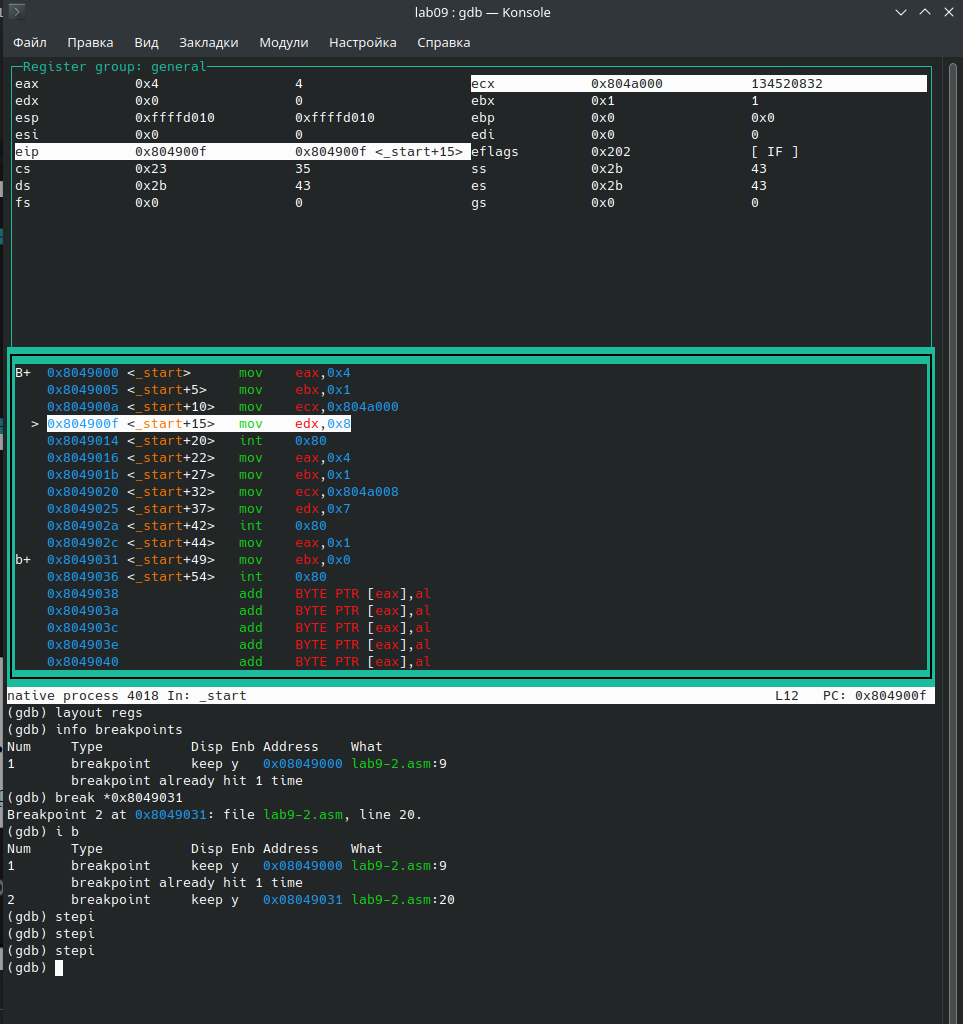 lab09 : gdb — Konsole
Файл Правка Вид Закладки Модули Настройка Справка
Register group: general
eax 0x4 4 ecx 0x804a000 134520832
edx 0x0 0 ebx 0x1 1
esp 0xffffd010 0xffffd010 ebp 0x0 0x0
esi 0x0 0 edi 0x0 0
eip 0x804900f 0x804900f <_start+15> eflags 0x202 [ IF ]
cs 0x23 35 ss 0x2b 43
ds 0x2b 43 es 0x2b 43
fs 0x0 0 gs 0x0 0
B+ 0x8049000 <_start> mov eax,0x4
0x8049005 <_start+5> mov ebx,0x1
0x804900a <_start+10> mov ecx,0x804a000
> 0x804900f <_start+15> mov edx,0x8
0x8049014 <_start+20> int 0x80
0x8049016 <_start+22> mov eax,0x4
0x804901b <_start+27> mov ebx,0x1
0x8049020 <_start+32> mov ecx,0x804a008
0x8049025 <_start+37> mov edx,0x7
0x804902a <_start+42> int 0x80
0x804902c <_start+44> mov eax,0x1
b+ 0x8049031 <_start+49> mov ebx,0x0
0x8049036 <_start+54> int 0x80
0x8049038 add BYTE PTR [eax],al
0x804903a add BYTE PTR [eax],al
0x804903c add BYTE PTR [eax],al
0x804903e add BYTE PTR [eax],al
0x8049040 add BYTE PTR [eax],al
native process 4018 In: _start L12 PC: 0x804900f
(gdb) layout regs
(gdb) info breakpoints
Num Type Disp Enb Address What
1 breakpoint keep y 0x08049000 lab9-2.asm:9
breakpoint already hit 1 time
(gdb) break *0x8049031
Breakpoint 2 at 0x8049031: file lab9-2.asm, line 20.
(gdb) i b
Num Type Disp Enb Address What
1 breakpoint keep y 0x08049000 lab9-2.asm:9
breakpoint already hit 1 time
2 breakpoint keep y 0x08049031 lab9-2.asm:20
(gdb) stepi
(gdb) stepi
(gdb) stepi
(gdb)